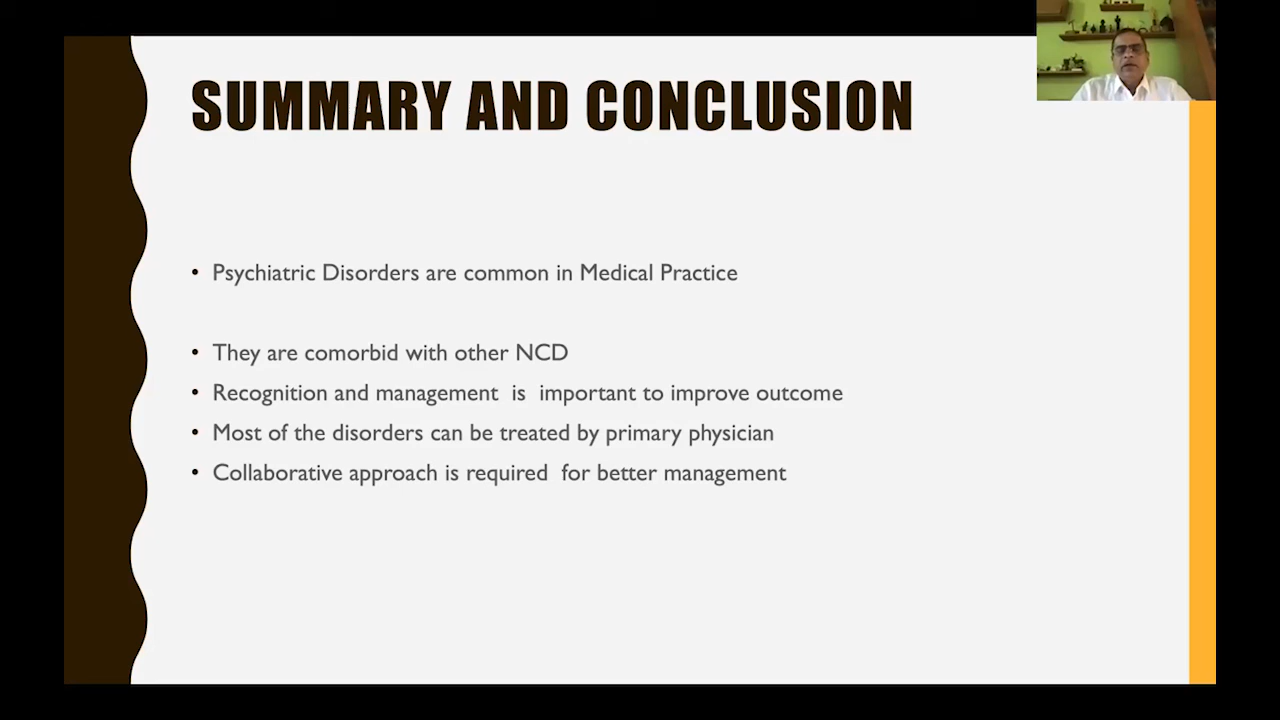 SUMMARY AND CONCLUSION
• Psychiatric Disorders are common in Medical Practice
• They are comorbid with other NCD
• Recognition and management  is  important to improve outcome
• Most of the disorders can be treated by primary physician
• Collaborative approach is required  for better management